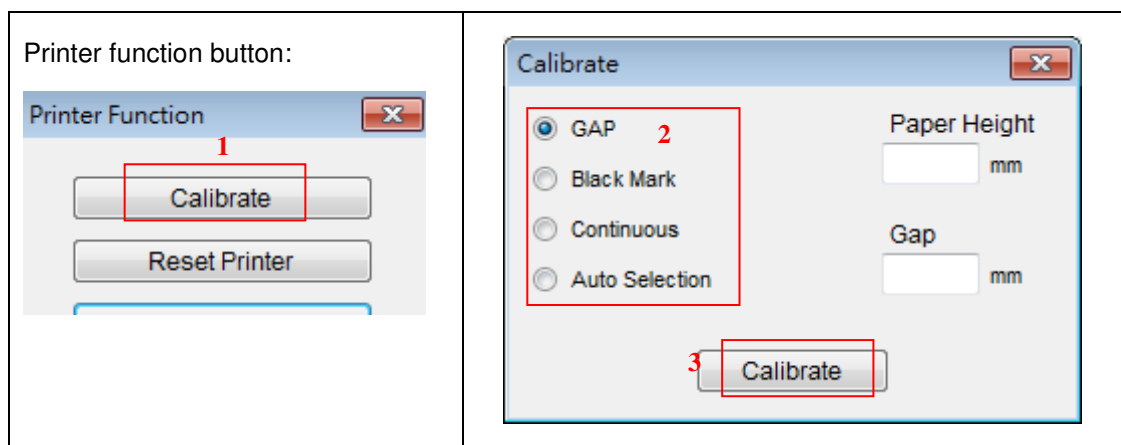 Printer function button:
Printer Function
1
Calibrate
Reset Printer
Calibrate
GAP 2
Black Mark
Continuous
Auto Selection
Paper Height
mm
Gap
mm
3 Calibrate